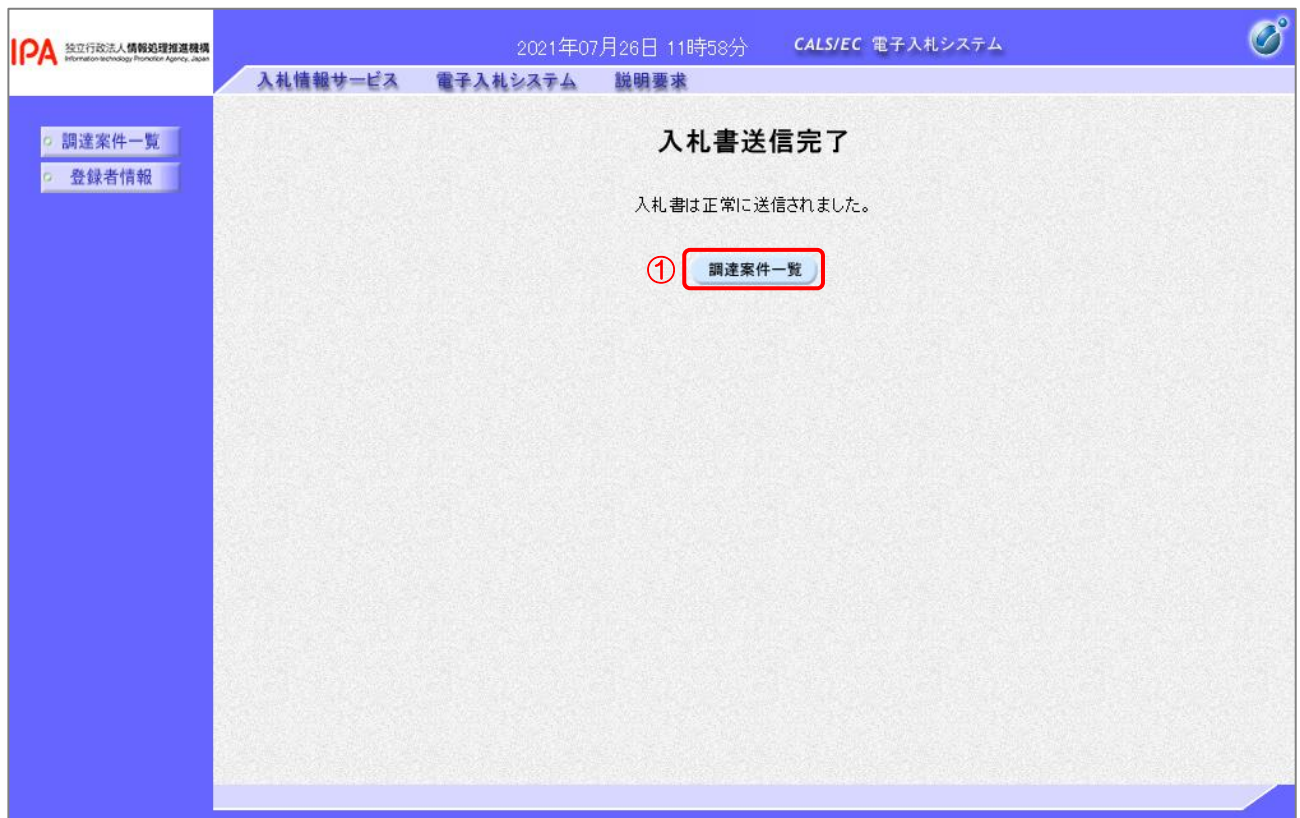 IPA 独立行政法人情報処理推進機構
Information-technology Promotion Agency, Japan
2021年07月26日 11時58分 CALS/EC 電子入札システム
入札情報サービス 電子入札システム 説明要求
調達案件一覧
登録者情報
入札書送信完了
入札書は正常に送信されました。
① 調達案件一覧